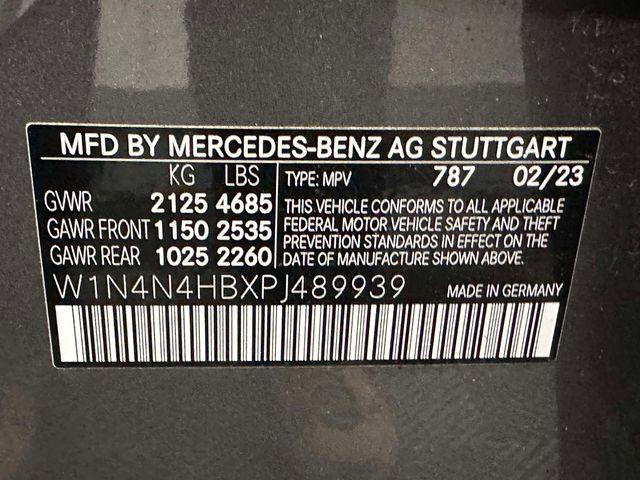 MFD BY MERCEDES-BENZ AG STUTTGART
KG LBS
GVWR 2125 4685
GAWR FRONT 1150 2535
GAWR REAR 1025 2260
TYPE: MPV 787 02/23
THIS VEHICLE CONFORMS TO ALL APPLICABLE
FEDERAL MOTOR VEHICLE SAFETY AND THEFT
PREVENTION STANDARDS IN EFFECT ON THE
DATE OF MANUFACTURE SHOWN ABOVE.
W1N4N4HBXPJ489939 MADE IN GERMANY